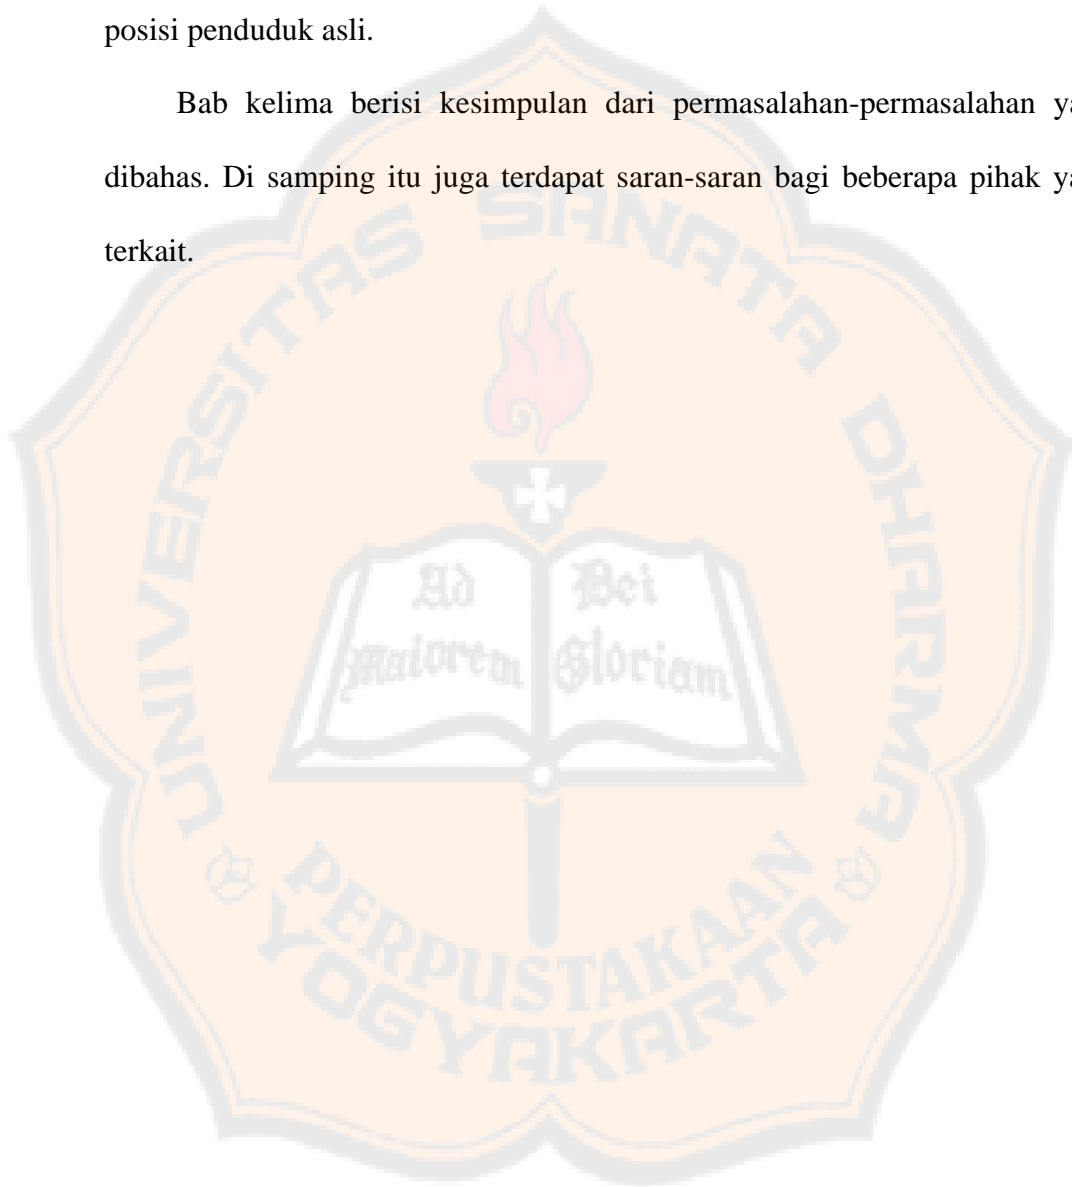 posisi penduduk asli.
Bab kelima berisi kesimpulan dari permasalahan-permasalahan ya
dibahas. Di samping itu juga terdapat saran-saran bagi beberapa pihak ya
terkait.
UNIVERSITAS SANATA DHARMA
Ad Dei
Maiorem Gloriam
PERPUSTAKAAN
YOGYAKARTA